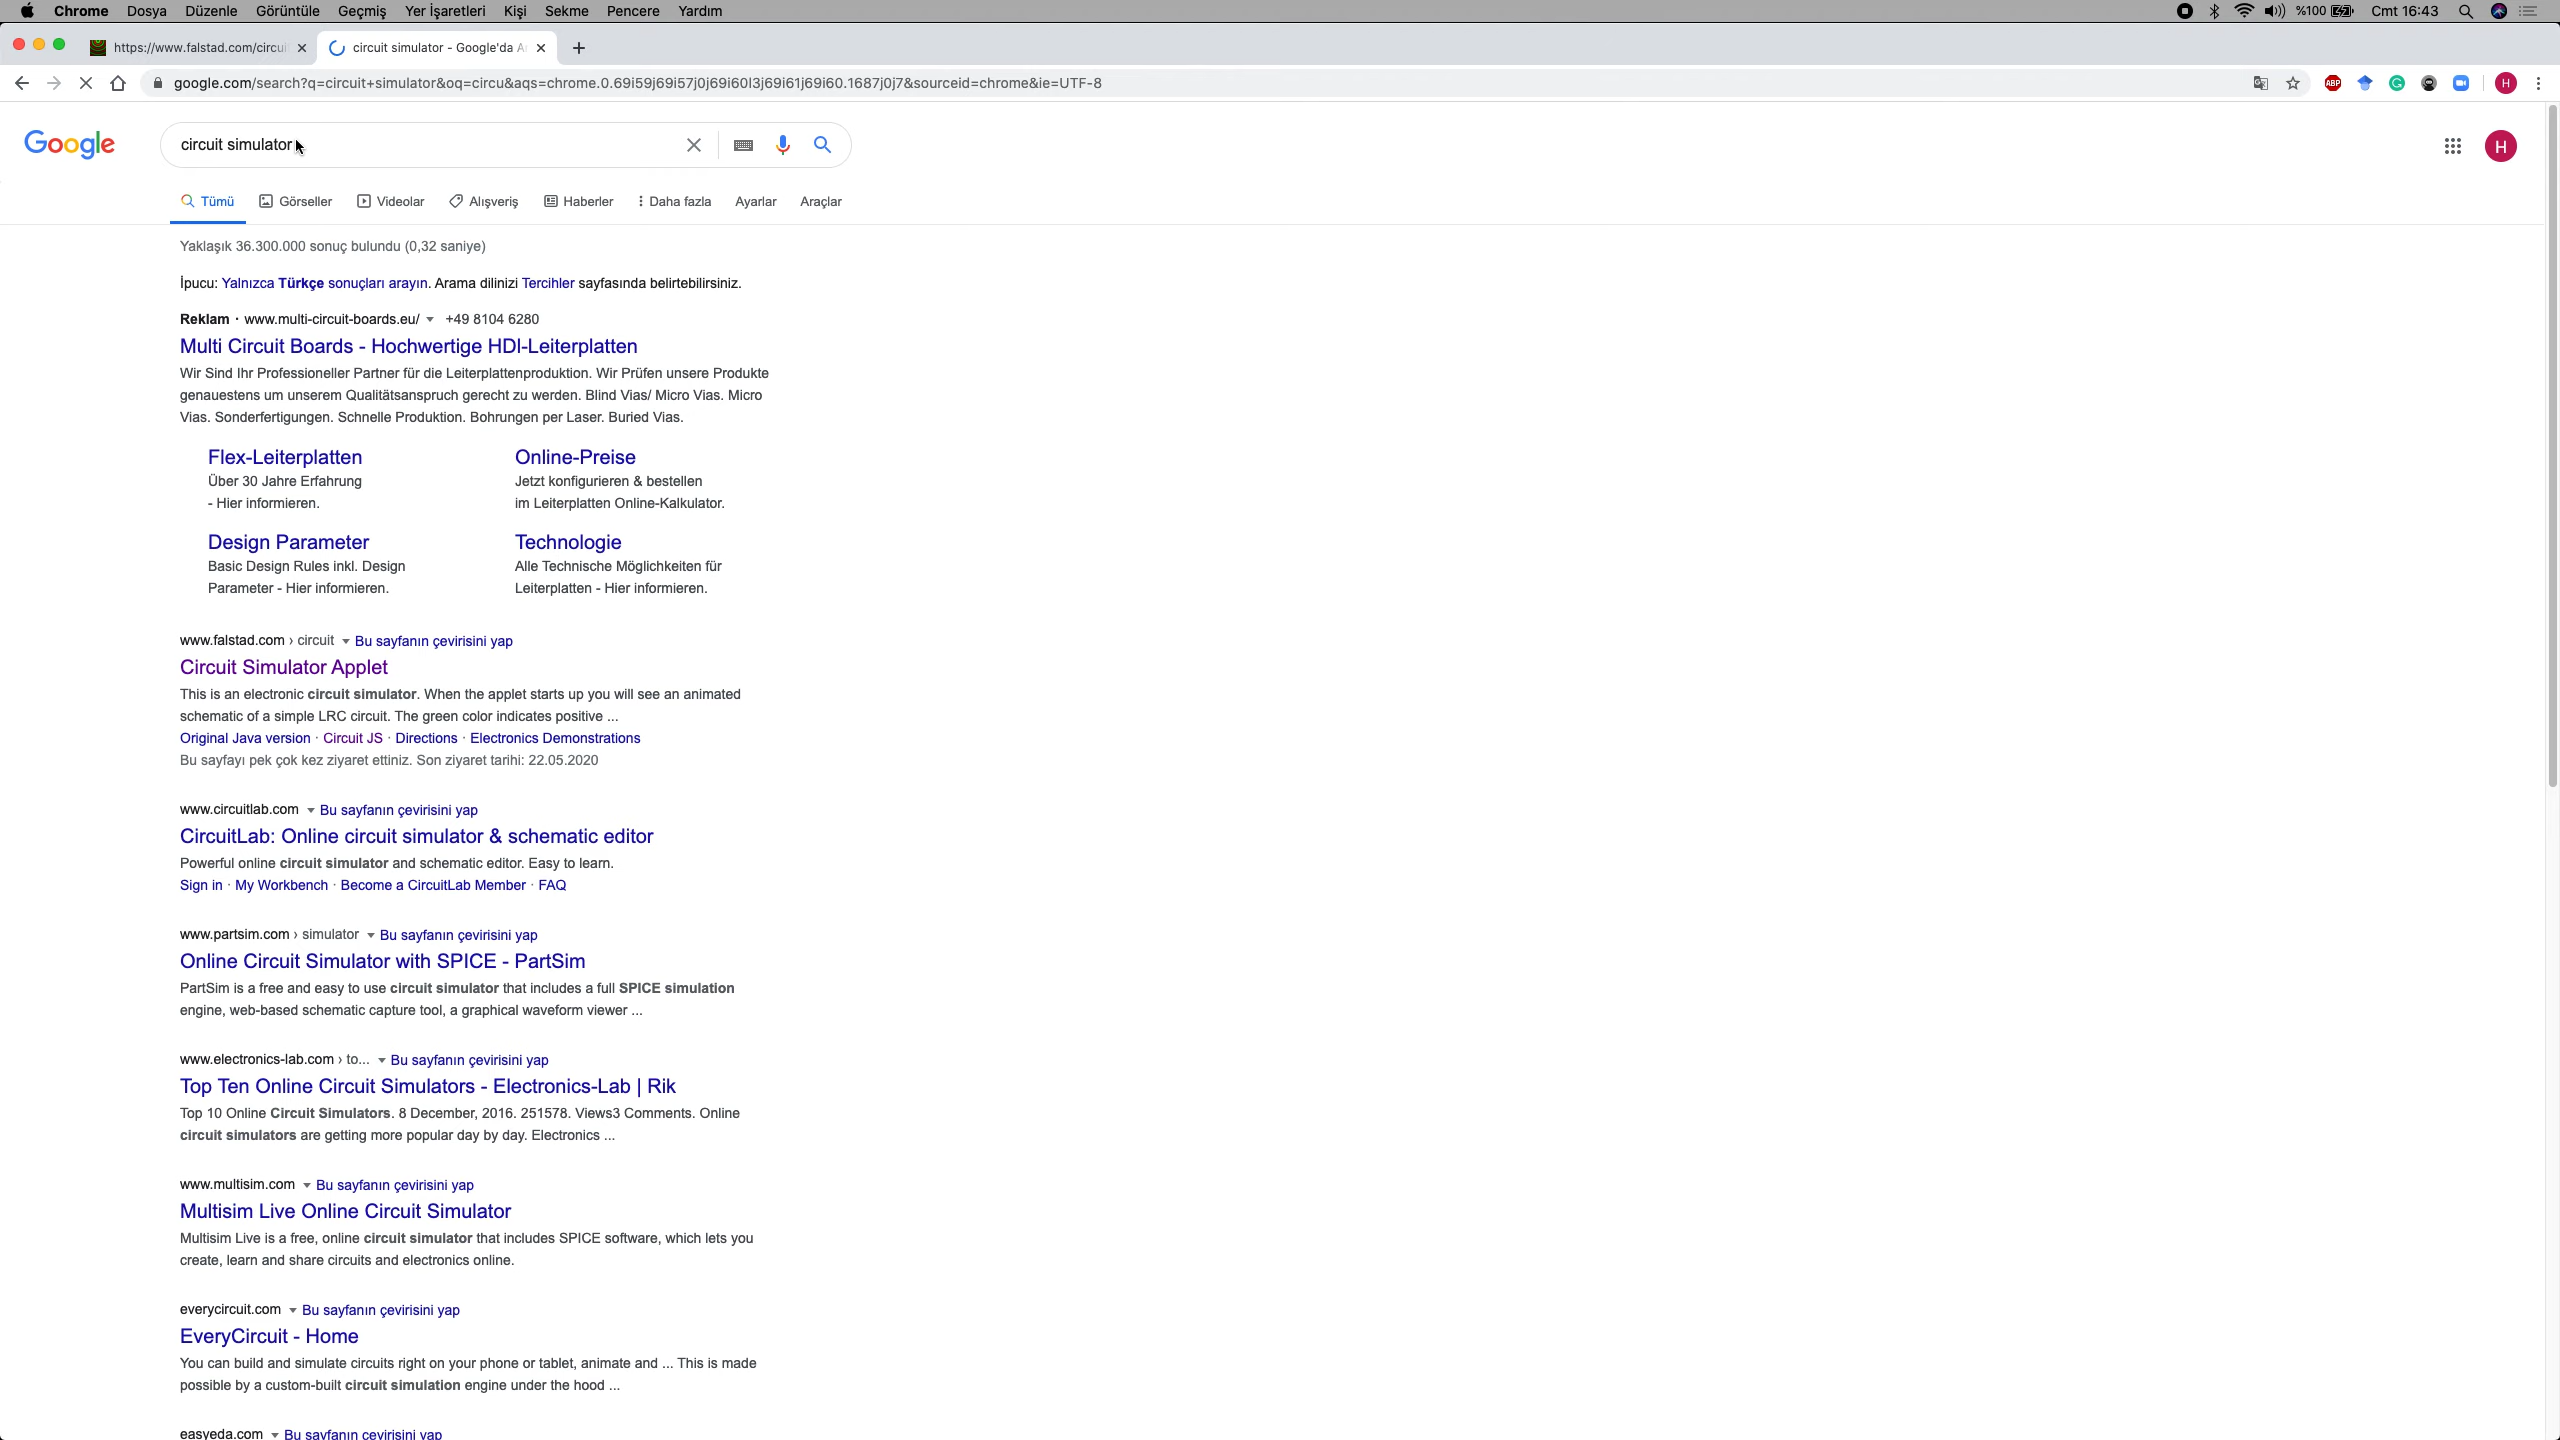 Chrome Dosya Düzenle Görüntüle Geçmiş Yer İşaretleri Kişi Sekme Pencere Yardım %100 Cmt 16:43
https://www.falstad.com/circui circuit simulator - Google'da A
google.com/search?q=circuit+simulator&oq=circu&aqs=chrome.0.69i59j69i57j0j69i60l3j69i61j69i60.1687j0j7&sourceid=chrome&ie=UTF-8 ABP H
Google circuit simulator H
Tümü Görseller Videolar Alışveriş Haberler Daha fazla Ayarlar Araçlar
Yaklaşık 36.300.000 sonuç bulundu (0,32 saniye)
İpucu: Yalnızca Türkçe sonuçları arayın. Arama dilinizi Tercihler sayfasında belirtebilirsiniz.
Reklam · www.multi-circuit-boards.eu/ +49 8104 6280
Multi Circuit Boards - Hochwertige HDI-Leiterplatten
Wir Sind Ihr Professioneller Partner für die Leiterplattenproduktion. Wir Prüfen unsere Produkte
genauestens um unserem Qualitätsanspruch gerecht zu werden. Blind Vias/ Micro Vias. Micro
Vias. Sonderfertigungen. Schnelle Produktion. Bohrungen per Laser. Buried Vias.
Flex-Leiterplatten
Über 30 Jahre Erfahrung
- Hier informieren.
Online-Preise
Jetzt konfigurieren & bestellen
im Leiterplatten Online-Kalkulator.
Design Parameter
Basic Design Rules inkl. Design
Parameter - Hier informieren.
Technologie
Alle Technische Möglichkeiten für
Leiterplatten - Hier informieren.
www.falstad.com › circuit Bu sayfanın çevirisini yap
Circuit Simulator Applet
This is an electronic circuit simulator. When the applet starts up you will see an animated
schematic of a simple LRC circuit. The green color indicates positive ...
Original Java version · Circuit JS · Directions · Electronics Demonstrations
Bu sayfayı pek çok kez ziyaret ettiniz. Son ziyaret tarihi: 22.05.2020
www.circuitlab.com Bu sayfanın çevirisini yap
CircuitLab: Online circuit simulator & schematic editor
Powerful online circuit simulator and schematic editor. Easy to learn.
Sign in · My Workbench · Become a CircuitLab Member · FAQ
www.partsim.com › simulator Bu sayfanın çevirisini yap
Online Circuit Simulator with SPICE - PartSim
PartSim is a free and easy to use circuit simulator that includes a full SPICE simulation
engine, web-based schematic capture tool, a graphical waveform viewer ...
www.electronics-lab.com › to... Bu sayfanın çevirisini yap
Top Ten Online Circuit Simulators - Electronics-Lab | Rik
Top 10 Online Circuit Simulators. 8 December, 2016. 251578. Views3 Comments. Online
circuit simulators are getting more popular day by day. Electronics ...
www.multisim.com Bu sayfanın çevirisini yap
Multisim Live Online Circuit Simulator
Multisim Live is a free, online circuit simulator that includes SPICE software, which lets you
create, learn and share circuits and electronics online.
everycircuit.com Bu sayfanın çevirisini yap
EveryCircuit - Home
You can build and simulate circuits right on your phone or tablet, animate and ... This is made
possible by a custom-built circuit simulation engine under the hood ...
easyeda.com Bu sayfanın çevirisini yap